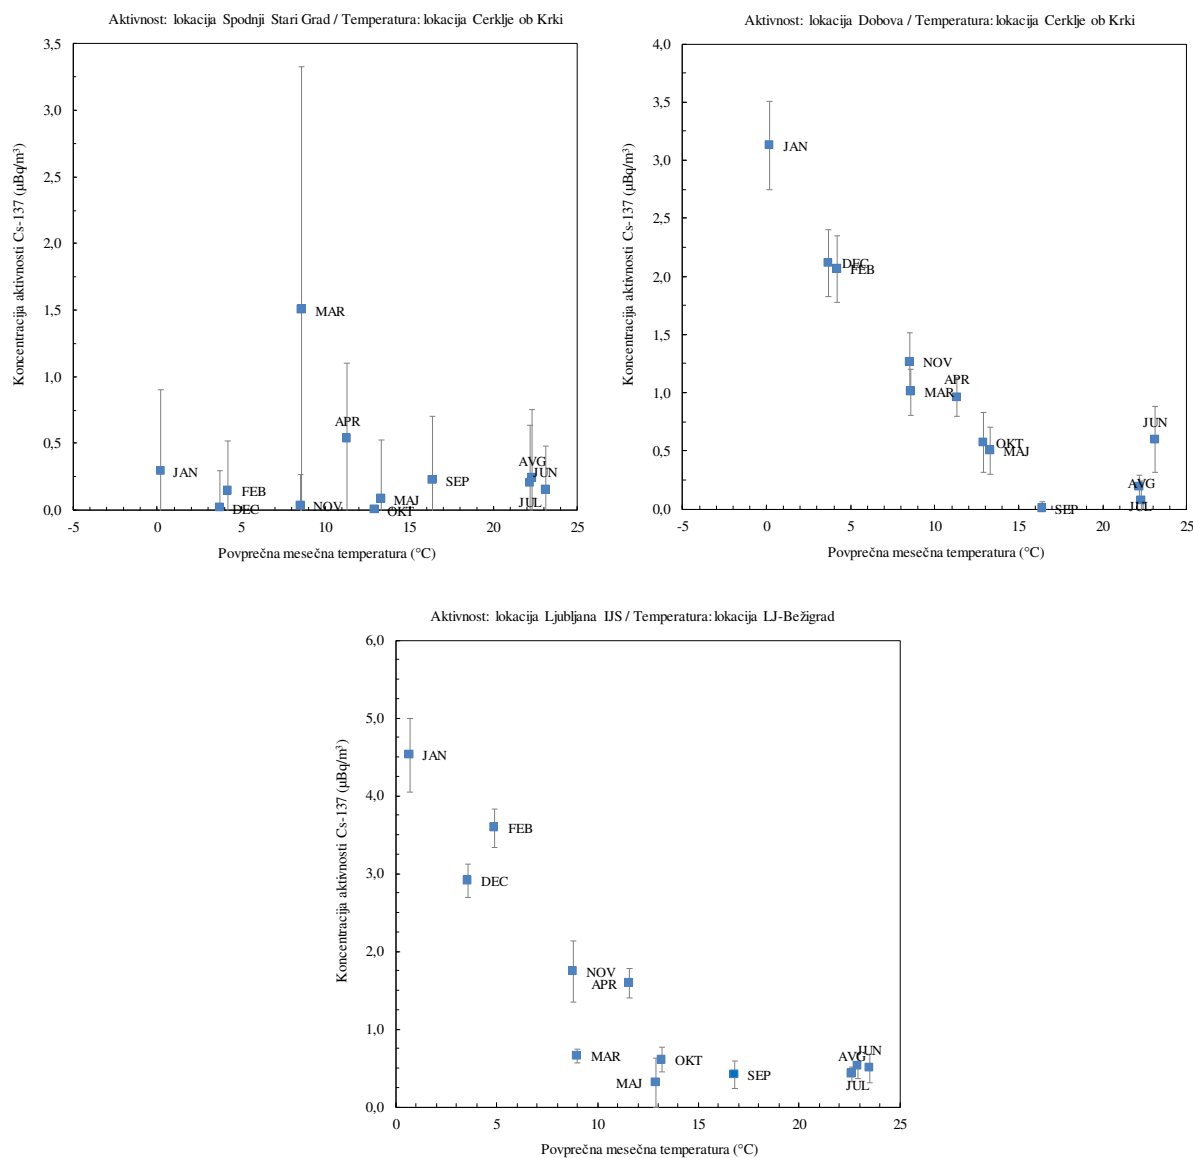 Aktivnost: lokacija Spodnji Stari Grad / Temperatura: lokacija Cerklje ob Krki
3,5
3,0
2,5
2,0
1,5
1,0
0,5
0,0
Koncentracija aktivnosti Cs-137 (µBq/m³)
MAR
APR
JAN
FEB
DEC
NOV
MAJ
OKT
SEP
AVG
JUN
JUL
-5 0 5 10 15 20 25
Povprečna mesečna temperatura (°C)
Aktivnost: lokacija Dobova / Temperatura: lokacija Cerklje ob Krki
4,0
3,5
3,0
2,5
2,0
1,5
1,0
0,5
0,0
Koncentracija aktivnosti Cs-137 (µBq/m³)
JAN
DEC
FEB
NOV
APR
MAR
JUN
OKT
MAJ
AVG
JUL
SEP
-5 0 5 10 15 20 25
Povprečna mesečna temperatura (°C)
Aktivnost: lokacija Ljubljana IJS / Temperatura: lokacija LJ-Bežigrad
6,0
5,0
4,0
3,0
2,0
1,0
0,0
Koncentracija aktivnosti Cs-137 (µBq/m³)
JAN
FEB
DEC
NOV
APR
MAR
OKT
MAJ
SEP
JUN
AVG
JUL
0 5 10 15 20 25
Povprečna mesečna temperatura (°C)